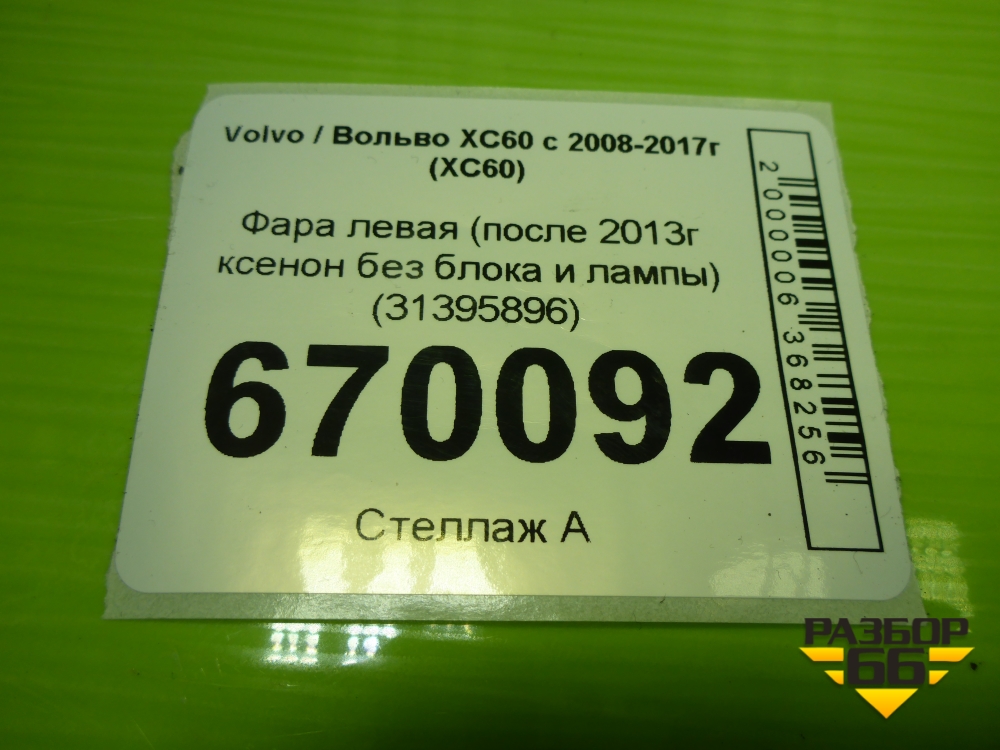 Volvo / Вольво XC60 с 2008-2017г
(XC60)
Фара левая (после 2013г
ксенон без блока и лампы)
(31395896)
670092
Стеллаж А
2000006368256
РАЗБОР
66